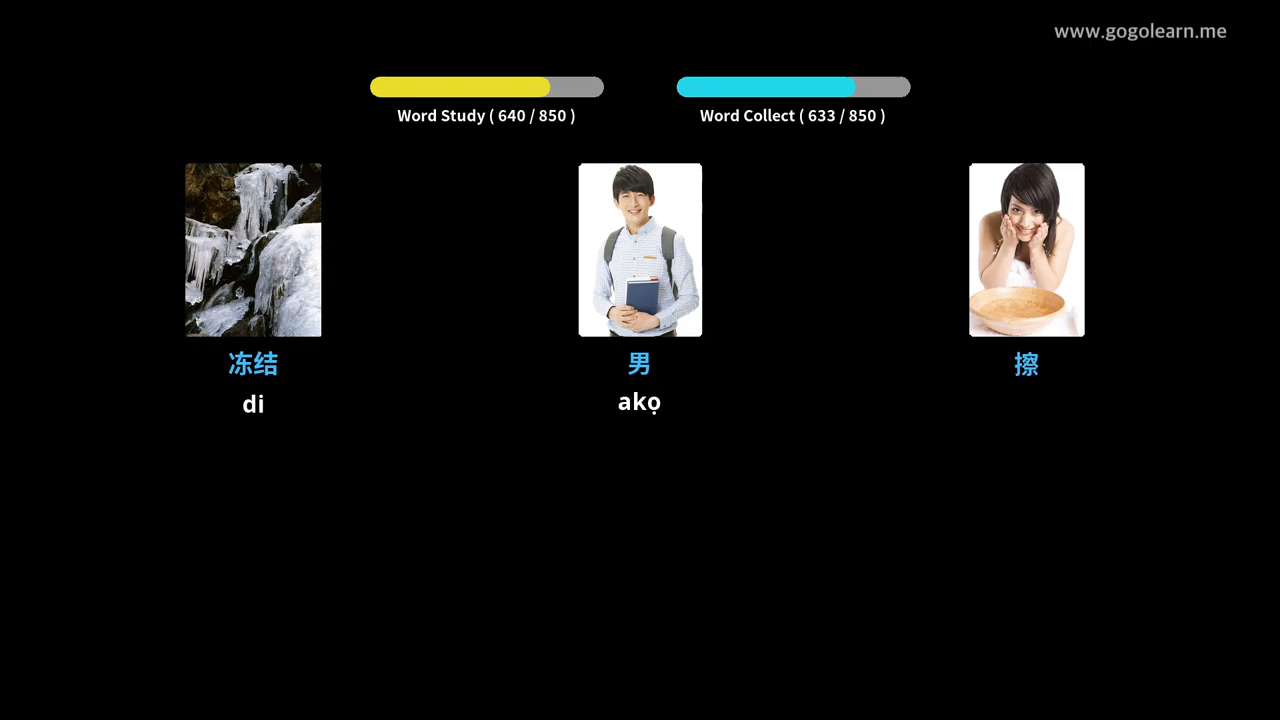 www.gogolearn.me
Word Study ( 640 / 850 )
Word Collect ( 633 / 850 )
冻结
di
男
akọ
擦